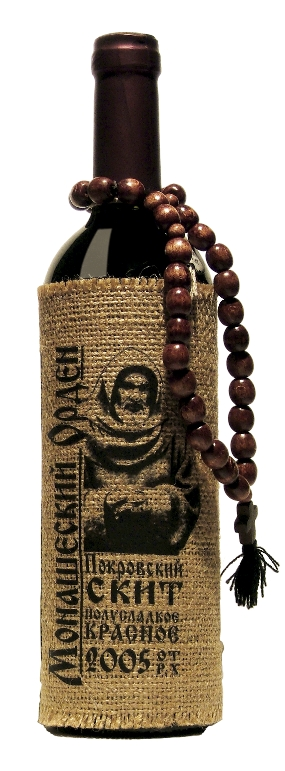 Монашеский Орден
Покровский
СКИТ
полусладкое
красное
2005 от
Р.Х